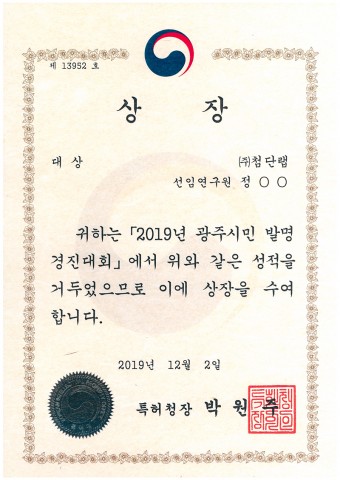 제 13952 호
상 장
대상 ㈜첨단랩
선임연구원 정 ○ ○
귀하는 「2019년 광주시민 발명
경진대회」에서 위와 같은 성적을
거두었으므로 이에 상장을 수여
합니다.
2019년 12월 2일
특허청장 박 원 주